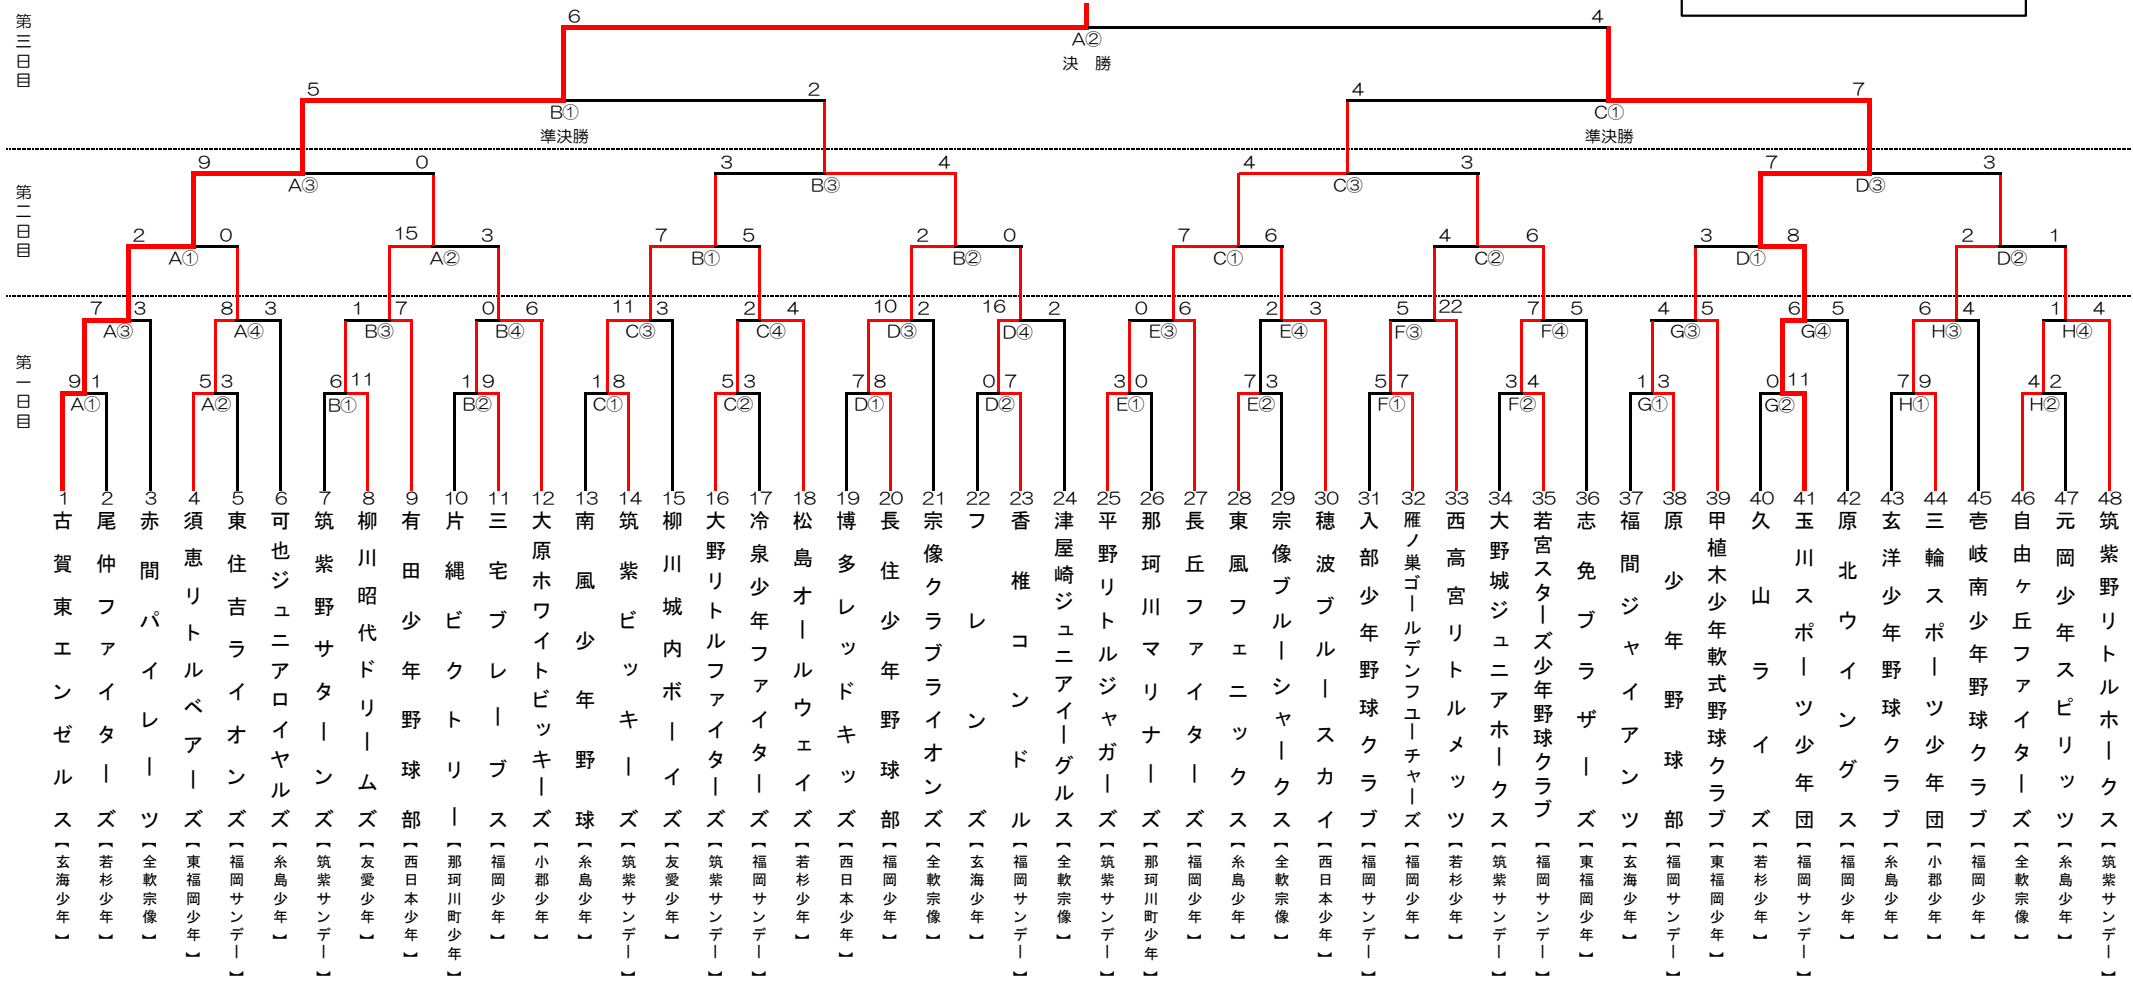 第三日目
6 4
A②
決 勝
5 2 4 7
B① C①
準決勝 準決勝
第二日目
9 0 3 4 4 3 7 3
A③ B③ C③ D③
2 0 15 3 7 5 2 0 7 6 4 6 3 8 2 1
A① A② B① B② C① C② D① D②
第一日目
7 3 8 3 1 7 0 6 11 3 2 4 10 2 16 2 0 6 2 3 5 22 7 5 4 5 6 5 6 4 1 4
A③ A④ B③ B④ C③ C④ D③ D④ E③ E④ F③ F④ G③ G④ H③ H④
9 1 5 3 6 11 1 9 1 8 5 3 7 8 0 7 3 0 7 3 5 7 3 4 1 3 0 11 7 9 4 2
A① A② B① B② C① C② D① D② E① E② F① F② G① G② H① H②
1 古賀東エンゼルス 【玄海少年】
2 尾仲ファイターズ 【若杉少年】
3 赤間パイレーツ 【全軟宗像】
4 須恵リトルベアーズ 【東福岡少年】
5 東住吉ライオンズ 【福岡サンデー】
6 可也ジュニアロイヤルズ 【糸島少年】
7 筑紫野サターンズ 【筑紫サンデー】
8 柳川昭代ドリームズ 【友愛少年】
9 有田少年野球部 【西日本少年】
10 片縄ビクトリー 【那珂川町少年】
11 三宅ブレーブス 【福岡少年】
12 大原ホワイトビッキーズ 【小郡少年】
13 南風少年野球 【糸島少年】
14 筑紫ビッキーズ 【筑紫サンデー】
15 柳川城内ボーイズ 【友愛少年】
16 大野リトルファイターズ 【筑紫サンデー】
17 冷泉少年ファイターズ 【福岡サンデー】
18 松島オールウェイズ 【若杉少年】
19 博多レッドキッズ 【西日本少年】
20 長住少年野球部 【福岡少年】
21 宗像クラブライオンズ 【全軟宗像】
22 フレンズ 【玄海少年】
23 香椎コンドル 【福岡サンデー】
24 津屋崎ジュニアイーグルス 【全軟宗像】
25 平野リトルジャガーズ 【筑紫サンデー】
26 那珂川マリナーズ 【那珂川町少年】
27 長丘ファイターズ 【福岡少年】
28 東風フェニックス 【糸島少年】
29 宗像ブルーシャークス 【全軟宗像】
30 穂波ブルースカイ 【西日本少年】
31 入部少年野球クラブ 【福岡サンデー】
32 雁ノ巣ゴールデンフューチャーズ 【福岡少年】
33 西高宮リトルメッツ 【若杉少年】
34 大野城ジュニアホークス 【筑紫サンデー】
35 若宮スターズ少年野球クラブ 【福岡サンデー】
36 志免ブラザーズ 【東福岡少年】
37 福間ジャイアンツ 【玄海少年】
38 原少年野球部 【福岡サンデー】
39 甲植木少年軟式野球クラブ 【東福岡少年】
40 久山ライズ 【若杉少年】
41 玉川スポーツ少年団 【福岡サンデー】
42 原北ウイングス 【福岡少年】
43 玄洋少年野球クラブ 【糸島少年】
44 三輪スポーツ少年団 【小郡少年】
45 壱岐南少年野球クラブ 【福岡少年】
46 自由ヶ丘ファイターズ 【全軟宗像】
47 元岡少年スピリッツ 【糸島少年】
48 筑紫野リトルホークス 【筑紫サンデー】